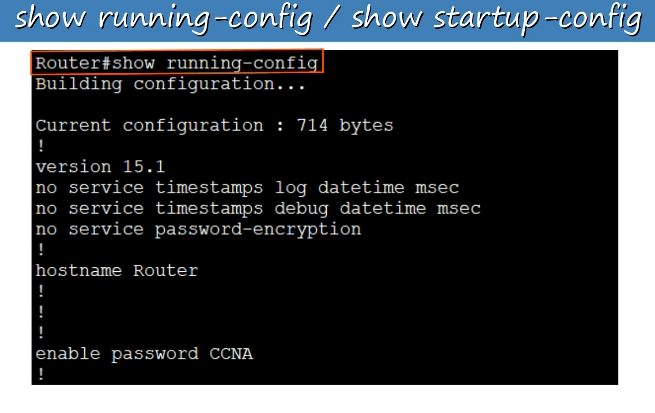 show running-config / show startup-config
Router#show running-config
Building configuration...
Current configuration : 714 bytes
!
version 15.1
no service timestamps log datetime msec
no service timestamps debug datetime msec
no service password-encryption
!
hostname Router
!
!
!
enable password CCNA
!